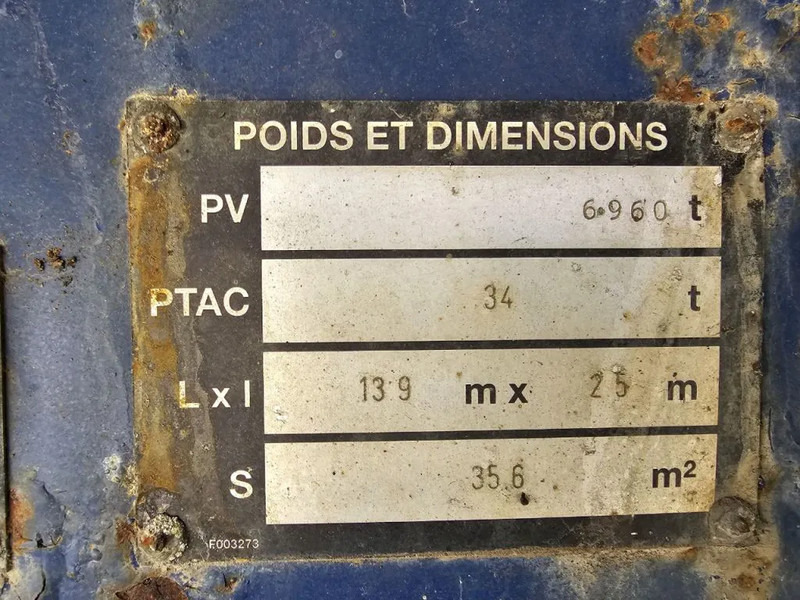 POIDS ET DIMENSIONS
PV 6.960 t
PTAC 34 t
L x l 13 9 m x 2 5 m
S 35.6 m²
F003273